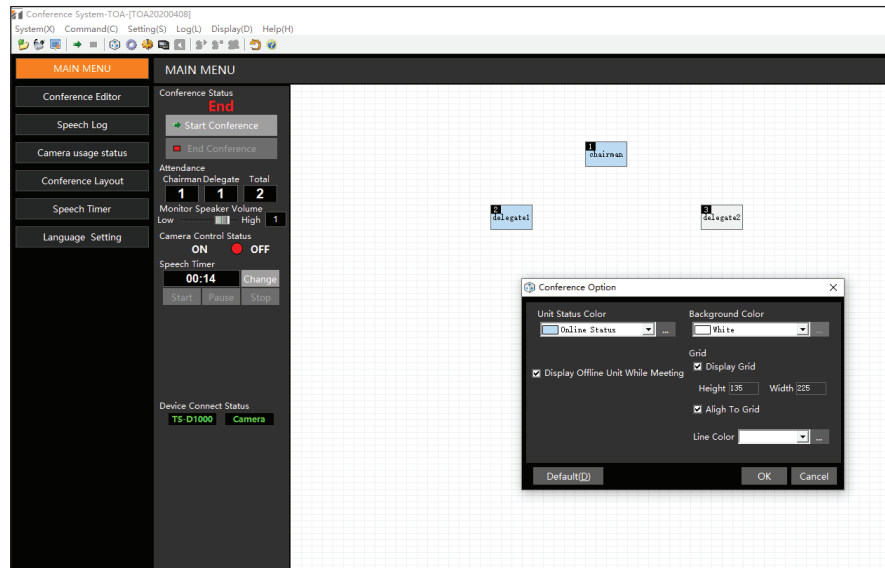 Conference System-TOA-[TOA20200408]
System(X) Command(C) Setting(S) Log(L) Display(D) Help(H)
MAIN MENU
Conference Editor
Speech Log
Camera usage status
Conference Layout
Speech Timer
Language Setting
MAIN MENU
Conference Status
End
Start Conference
End Conference
Attendance
Chairman Delegate Total
1 1 2
Monitor Speaker Volume
Low High 1
Camera Control Status
ON OFF
Speech Timer
00:14 Change
Start Pause Stop
Device Connect Status
TS-D1000 Camera
1
chairman
2
delegate1
3
delegate2
Conference Option
Unit Status Color
Online Status ...
Display Offline Unit While Meeting
Background Color
White ...
Grid
Display Grid
Height 135 Width 225
Aligh To Grid
Line Color ...
Default(D) OK Cancel